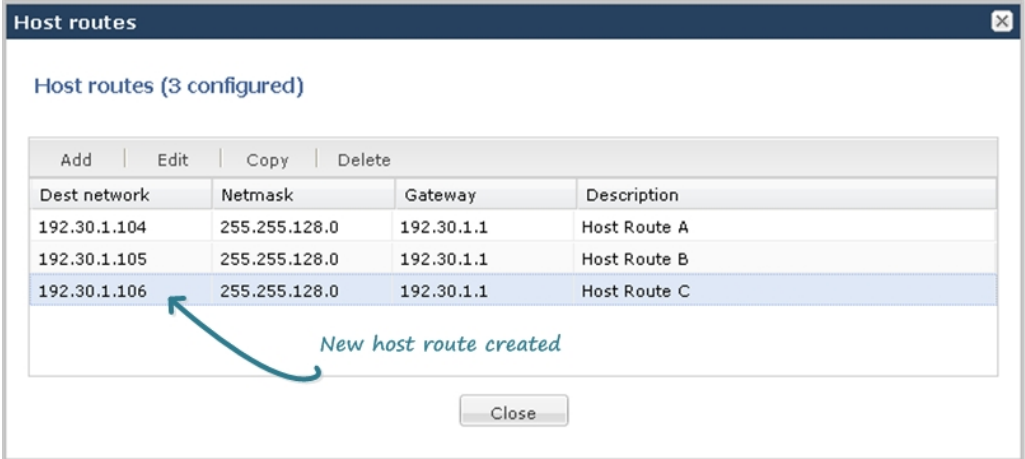 Host routes
Host routes (3 configured)
Add Edit Copy Delete
Dest network Netmask Gateway Description
192.30.1.104 255.255.128.0 192.30.1.1 Host Route A
192.30.1.105 255.255.128.0 192.30.1.1 Host Route B
192.30.1.106 255.255.128.0 192.30.1.1 Host Route C
New host route created
Close